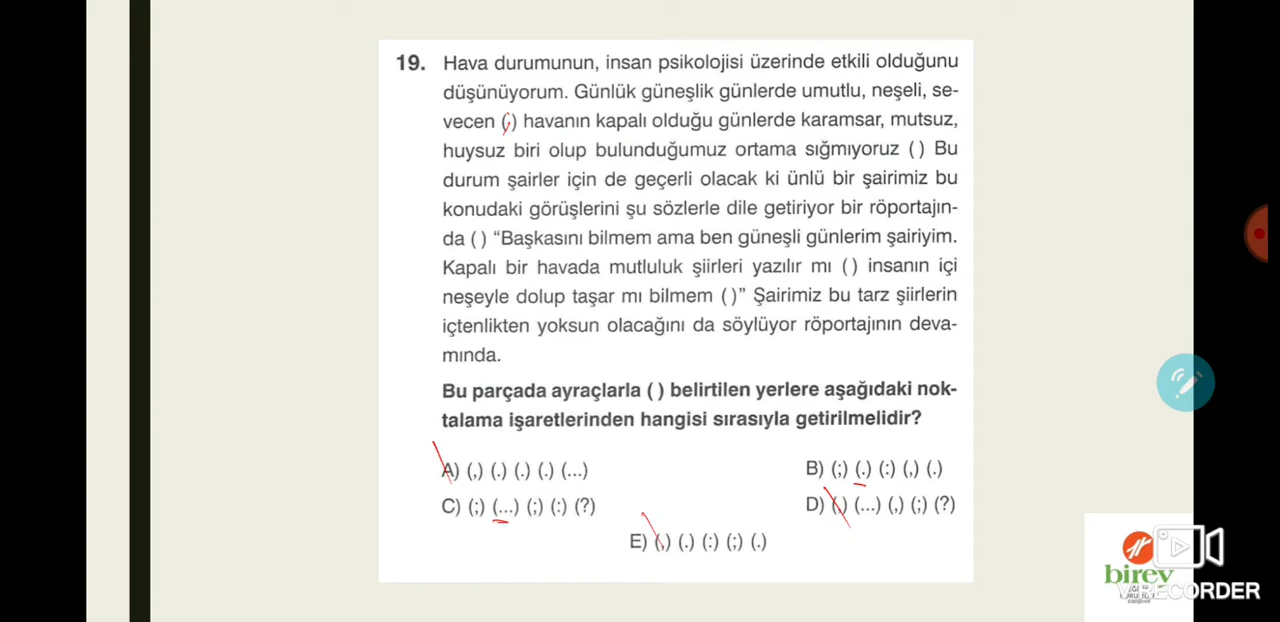 19. Hava durumunun, insan psikolojisi üzerinde etkili olduğunu
düşünüyorum. Günlük güneşlik günlerde umutlu, neşeli, se-
vecen (;) havanın kapalı olduğu günlerde karamsar, mutsuz,
huysuz biri olup bulunduğumuz ortama sığmıyoruz ( ) Bu
durum şairler için de geçerli olacak ki ünlü bir şairimiz bu
konudaki görüşlerini şu sözlerle dile getiriyor bir röportajın-
da ( ) “Başkasını bilmem ama ben güneşli günlerim şairiyim.
Kapalı bir havada mutluluk şiirleri yazılır mı ( ) insanın içi
neşeyle dolup taşar mı bilmem ( )” Şairimiz bu tarz şiirlerin
içtenlikten yoksun olacağını da söylüyor röportajının deva-
mında.
Bu parçada ayraçlarla ( ) belirtilen yerlere aşağıdaki nok-
talama işaretlerinden hangisi sırasıyla getirilmelidir?
A) (,) (.) (.) (.) (...)
B) (;) (.) (:) (,) (.)
C) (;) (...) (;) (:) (?)
D) (,) (...) (,) (;) (?)
E) (,) (.) (:) (;) (.)
birey
RECORDER